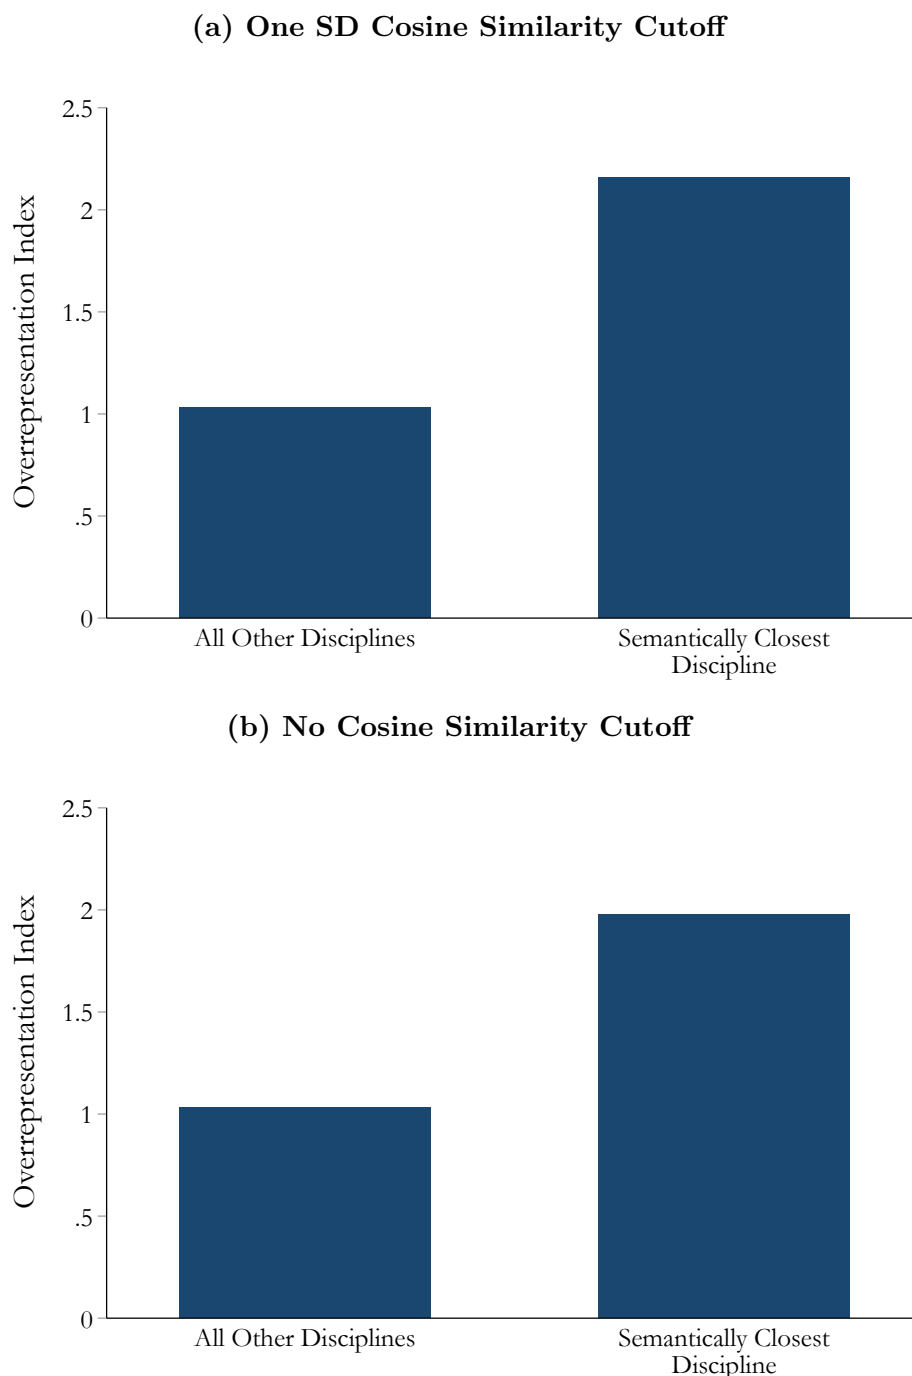 (a) One SD Cosine Similarity Cutoff
2.5
2
1.5
1
.5
0
Overrepresentation Index
All Other Disciplines
Semantically Closest
Discipline
(b) No Cosine Similarity Cutoff
2.5
2
1.5
1
.5
0
Overrepresentation Index
All Other Disciplines
Semantically Closest
Discipline